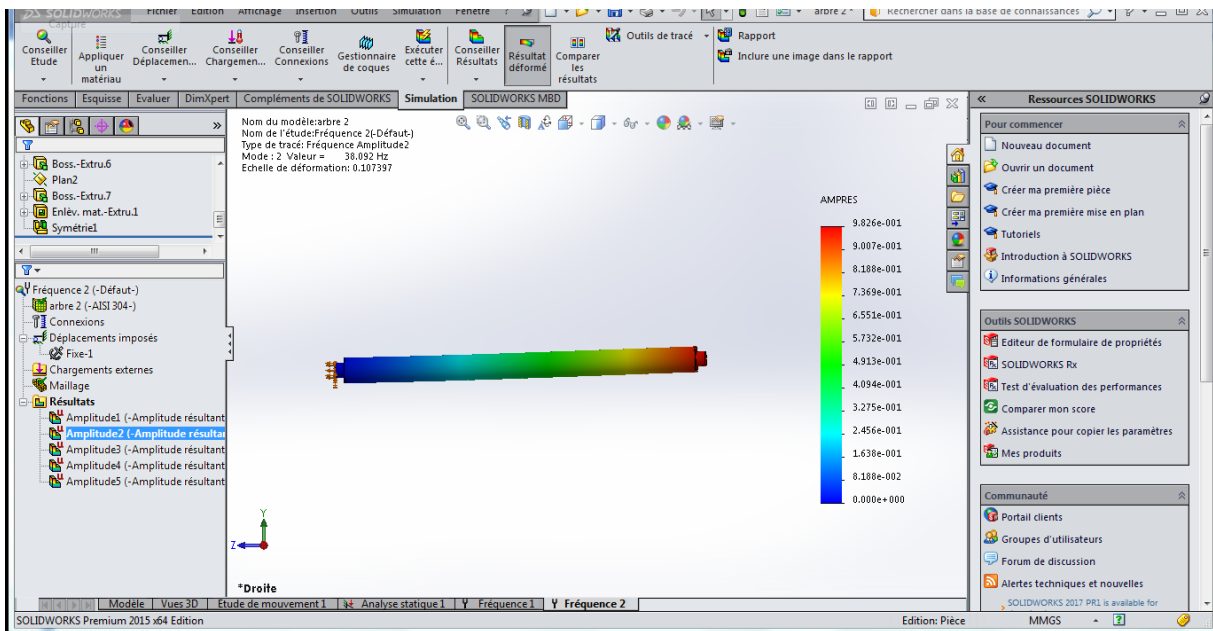 SOLIDWORKS
Fichier Edition Affichage Insertion Outils Simulation Fenêtre ?
arbre 2 *
Rechercher dans la base de connaissances
Capture
Conseiller Etude
Appliquer un matériau
Conseiller Déplacemen...
Conseiller Chargemen...
Conseiller Connexions
Gestionnaire de coques
Exécuter cette é...
Conseiller Résultats
Résultat déformé
Comparer les résultats
Outils de tracé
Rapport
Inclure une image dans le rapport
Fonctions Esquisse Evaluer DimXpert Compléments de SOLIDWORKS Simulation SOLIDWORKS MBD
Boss.-Extru.6
Plan2
Boss.-Extru.7
Enlèv. mat.-Extru.1
Symétrie1
Fréquence 2 (-Défaut-)
arbre 2 (-AISI 304-)
Connexions
Déplacements imposés
Fixe-1
Chargements externes
Maillage
Résultats
Amplitude1 (-Amplitude résultant
Amplitude2 (-Amplitude résultan
Amplitude3 (-Amplitude résultant
Amplitude4 (-Amplitude résultant
Amplitude5 (-Amplitude résultant
Nom du modèle:arbre 2
Nom de l'étude:Fréquence 2(-Défaut-)
Type de tracé: Fréquence Amplitude2
Mode : 2 Valeur = 38.092 Hz
Echelle de déformation: 0.107397
AMPRES
9.826e-001
9.007e-001
8.188e-001
7.369e-001
6.551e-001
5.732e-001
4.913e-001
4.094e-001
3.275e-001
2.456e-001
1.638e-001
8.188e-002
0.000e+000
Y
Z
*Droite
Ressources SOLIDWORKS
Pour commencer
Nouveau document
Ouvrir un document
Créer ma première pièce
Créer ma première mise en plan
Tutoriels
Introduction à SOLIDWORKS
Informations générales
Outils SOLIDWORKS
Editeur de formulaire de propriétés
SOLIDWORKS Rx
Test d'évaluation des performances
Comparer mon score
Assistance pour copier les paramètres
Mes produits
Communauté
Portail clients
Groupes d'utilisateurs
Forum de discussion
Alertes techniques et nouvelles
SOLIDWORKS 2017 PR1 is available for
Modèle Vues 3D Etude de mouvement 1 Analyse statique 1 Fréquence 1 Fréquence 2
SOLIDWORKS Premium 2015 x64 Edition
Edition: Pièce
MMGS